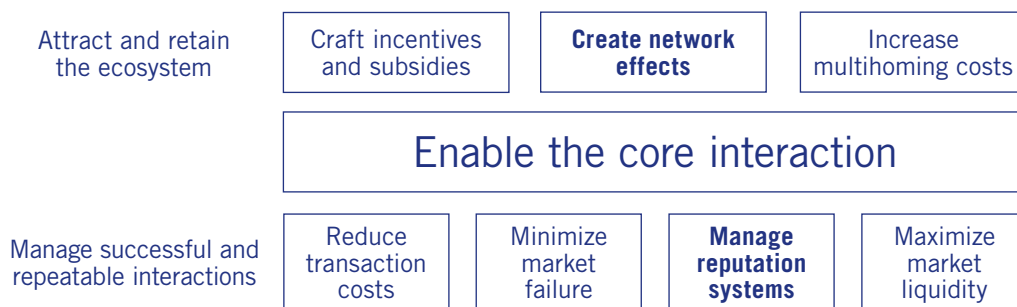 Attract and retain
the ecosystem
Craft incentives
and subsidies
Create network
effects
Increase
multihoming costs
Enable the core interaction
Manage successful and
repeatable interactions
Reduce
transaction
costs
Minimize
market
failure
Manage
reputation
systems
Maximize
market
liquidity